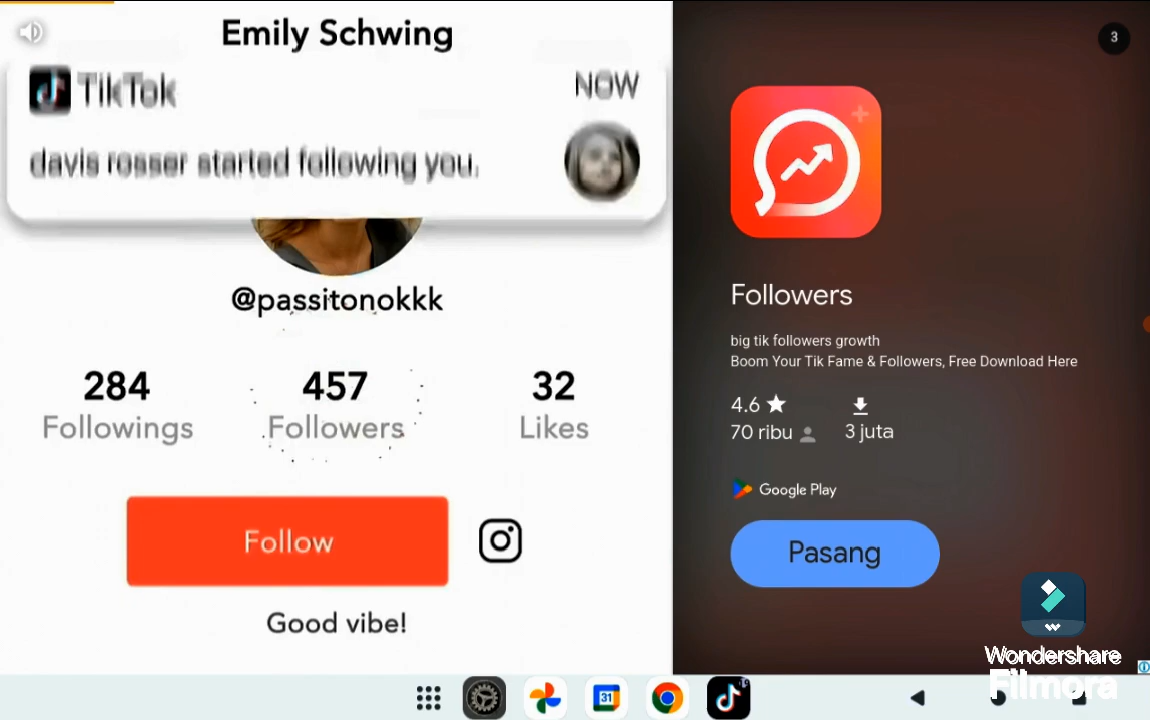 Emily Schwing
TikTok
NOW
davis rosser started following you.
@passitonokkk
284
457
32
Followings
Followers
Likes
Follow
Good vibe!
3
Followers
big tik followers growth
Boom Your Tik Fame & Followers, Free Download Here
4.6
70 ribu
3 juta
Google Play
Pasang
31
Wondershare
Filmora